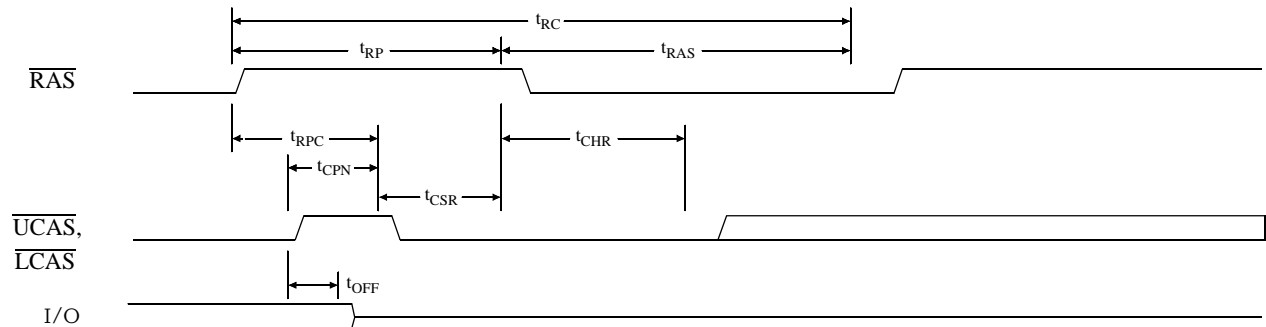 tRC
tRP tRAS
RAS
tRPC tCHR
tCPN
tCSR
UCAS,
LCAS
tOFF
I/O